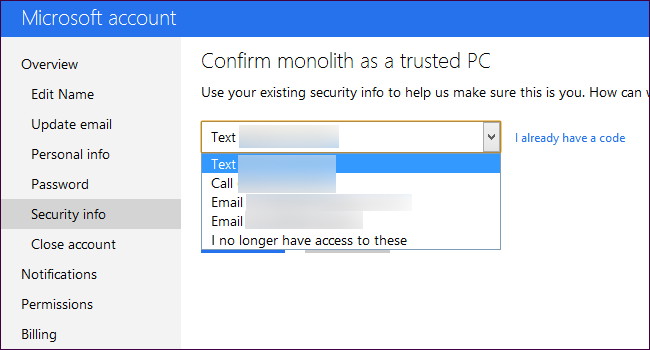 Microsoft account
Overview
Edit Name
Update email
Personal info
Password
Security info
Close account
Notifications
Permissions
Billing
Confirm monolith as a trusted PC
Use your existing security info to help us make sure this is you. How can
Text
I already have a code
Text
Call
Email
Email
I no longer have access to these